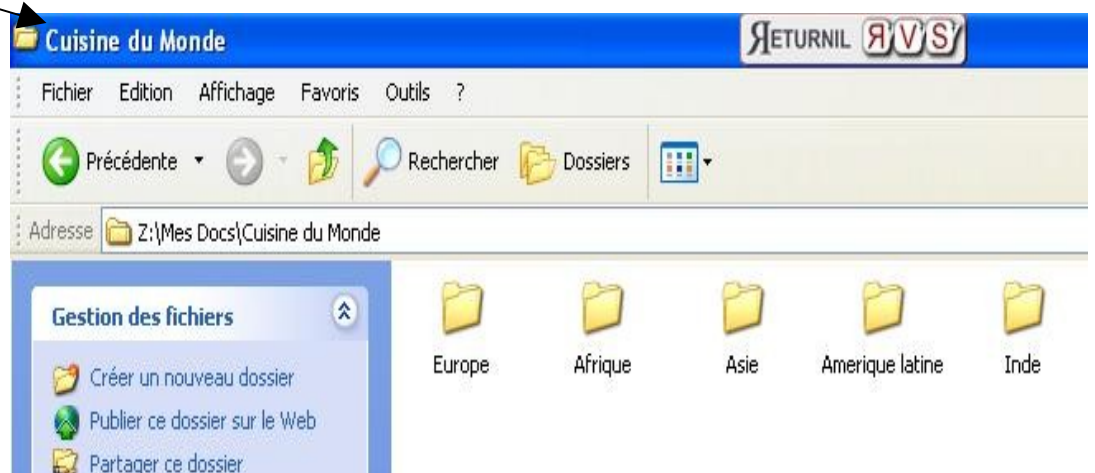 Cuisine du Monde
RETURNIL RVS
Fichier Edition Affichage Favoris Outils ?
Précédente Rechercher Dossiers
Adresse Z:\Mes Docs\Cuisine du Monde
Gestion des fichiers
Créer un nouveau dossier
Publier ce dossier sur le Web
Partager ce dossier
Europe Afrique Asie Amerique latine Inde